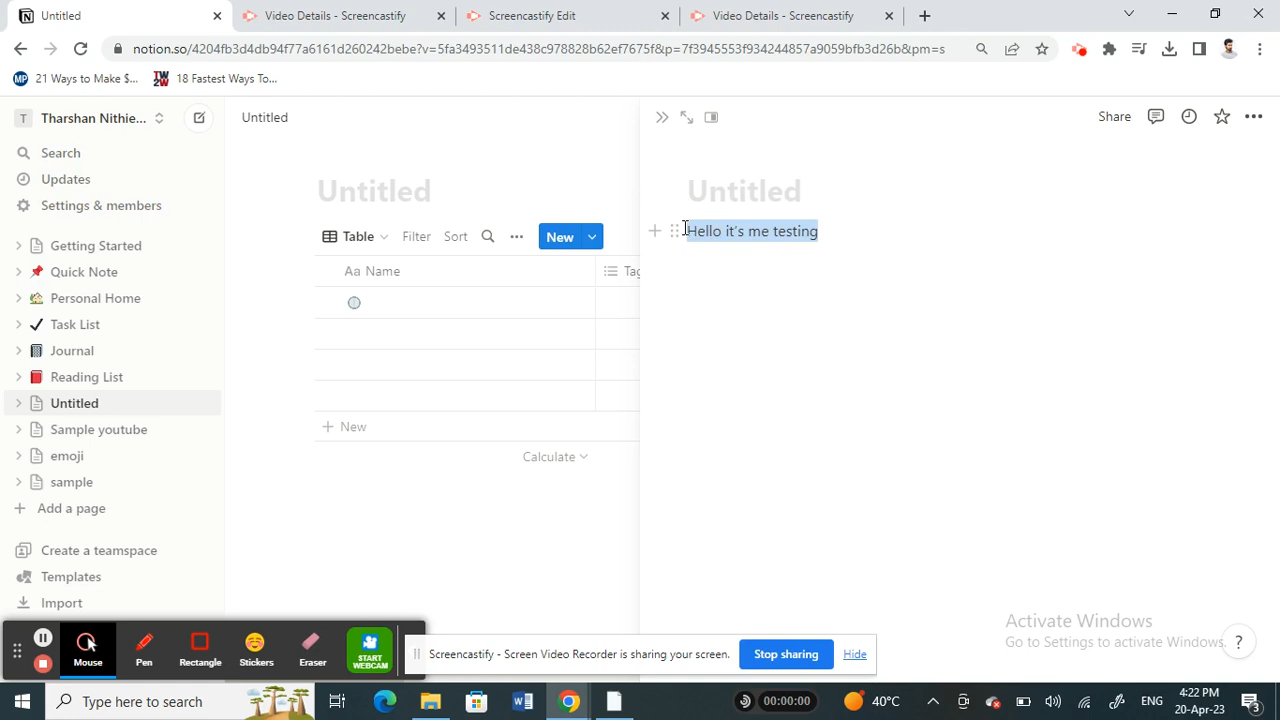 Untitled
Video Details - Screencastify
Screencastify Edit
Video Details - Screencastify
notion.so/4204fb3d4db94f77a6161d260242bebe?v=5fa3493511de438c978828b62ef7675f&p=7f3945553f934244857a9059bfb3d26b&pm=s
MP 21 Ways to Make $...
TW 2W 18 Fastest Ways To...
T Tharshan Nithie...
Untitled
Share
Search
Updates
Settings & members
Untitled
Untitled
Table
Filter
Sort
New
Hello it's me testing
Aa Name
Tag
Getting Started
Quick Note
Personal Home
Task List
Journal
Reading List
Untitled
Sample youtube
emoji
sample
Add a page
New
Calculate
Create a teamspace
Templates
Import
Mouse
Pen
Rectangle
Stickers
Eraser
START
WEBCAM
Screencastify - Screen Video Recorder is sharing your screen.
Stop sharing
Hide
Activate Windows
Go to Settings to activate Windows.
?
Type here to search
00:00:00
40°C
ENG
4:22 PM
20-Apr-23
3